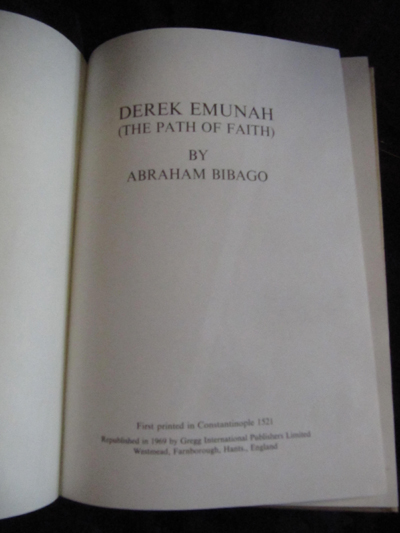 DEREK EMUNAH
(THE PATH OF FAITH)
BY
ABRAHAM BIBAGO
First printed in Constantinople 1521
Republished in 1969 by Gregg International Publishers Limited
Westmead, Farnborough, Hants., England